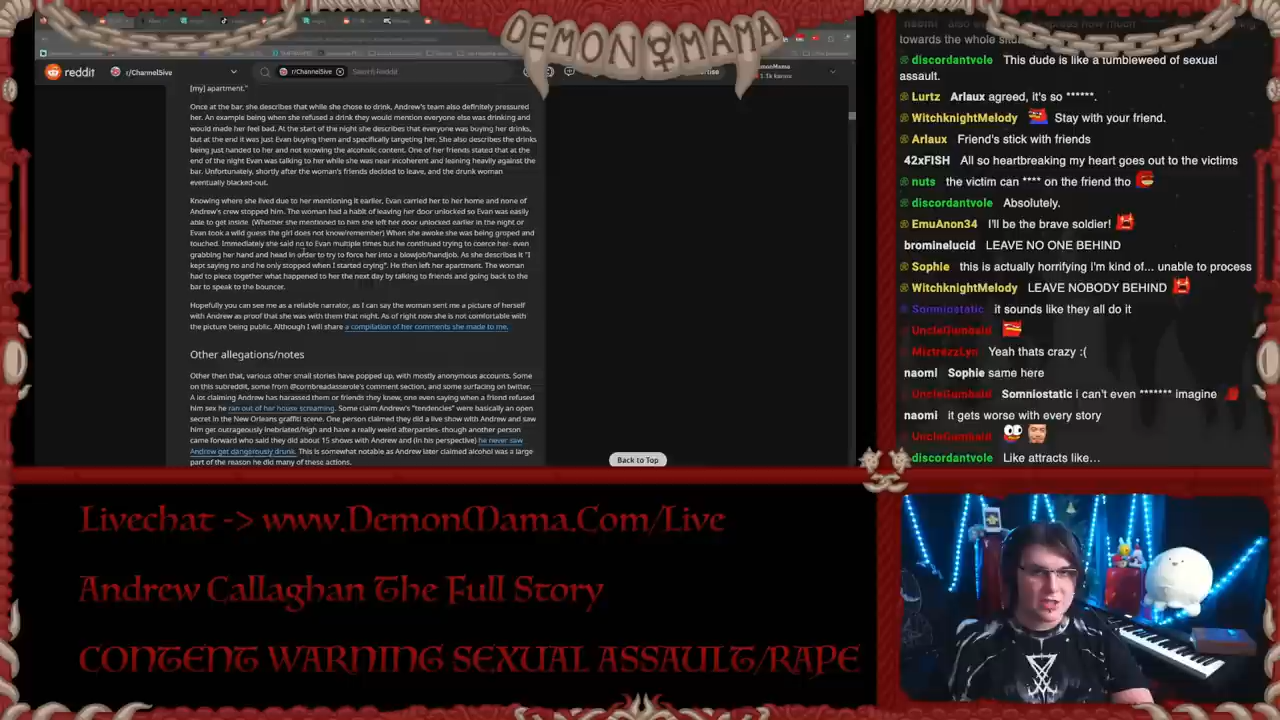 DEMON MAMA
reddit
r/Channel5ive
r/Channel5ive
Search Reddit
[my] apartment."
Once at the bar, she describes that while she chose to drink, Andrew's team also definitely pressured
her. An example being when she refused a drink they would mention everyone else was drinking and
would made her feel bad. At the start of the night she describes that everyone was buying her drinks,
but at the end it was just Evan buying them and specifically targeting her. She also describes the drinks
being just handed to her and not knowing the alcoholic content. One of her friends stated that at the
end of the night Evan was talking to her while she was near incoherent and leaning heavily against the
bar. Unfortunately, shortly after the woman's friends decided to leave, and the drunk woman
eventually blacked-out.
Knowing where she lived due to her mentioning it earlier, Evan carried her to her home and none of
Andrew's crew stopped him. The woman had a habit of leaving her door unlocked so Evan was easily
able to get inside. (Whether she mentioned to him she left her door unlocked earlier in the night or
Evan took a wild guess the girl does not know/remember) When she awoke she was being groped and
touched. Immediately she said no to Evan multiple times but he continued trying to coerce her- even
grabbing her hand and head in order to try to force her into a blowjob/handjob. As she describes it "I
kept saying no and he only stopped when I started crying". He then left her apartment. The woman
had to piece together what happened to her the next day by talking to friends and going back to the
bar to speak to the bouncer.
Hopefully you can see me as a reliable narrator, as I can say the woman sent me a picture of herself
with Andrew as proof that she was with them that night. As of right now she is not comfortable with
the picture being public. Although I will share a compilation of her comments she made to me.
Other allegations/notes
Other then that, various other small stories have popped up, with mostly anonymous accounts. Some
on this subreddit, some from @cornbreadasserole's comment section, and some surfacing on twitter.
A lot claiming Andrew has harassed them or friends they knew, one even saying when a friend refused
him sex he ran out of her house screaming. Some claim Andrew's "tendencies" were basically an open
secret in the New Orleans graffiti scene. One person claimed they did a live show with Andrew and saw
him get outrageously inebriated/high and have a really weird afterparties- though another person
came forward who said they did about 15 shows with Andrew and (in his perspective) he never saw
Andrew get dangerously drunk. This is somewhat notable as Andrew later claimed alcohol was a large
part of the reason he did many of these actions.
Back to Top
towards the whole
discordantvole This dude is like a tumbleweed of sexual
assault.
Lurtz Arlaux agreed, it's so ******.
WitchknightMelody Stay with your friend.
Arlaux Friend's stick with friends
42xFISH All so heartbreaking my heart goes out to the victims
nuts the victim can **** on the friend tho
discordantvole Absolutely.
EmuAnon34 I'll be the brave soldier!
brominelucid LEAVE NO ONE BEHIND
Sophie this is actually horrifying I'm kind of... unable to process
WitchknightMelody LEAVE NOBODY BEHIND
Somniostatic it sounds like they all do it
UncleGumbald
MistrezzLyn Yeah thats crazy :(
naomi Sophie same here
UncleGumbald Somniostatic i can't even ******* imagine
naomi it gets worse with every story
UncleGumbald
discordantvole Like attracts like...
Livechat -> www.DemonMama.Com/Live
Andrew Callaghan The Full Story
CONTENT WARNING SEXUAL ASSAULT/RAPE